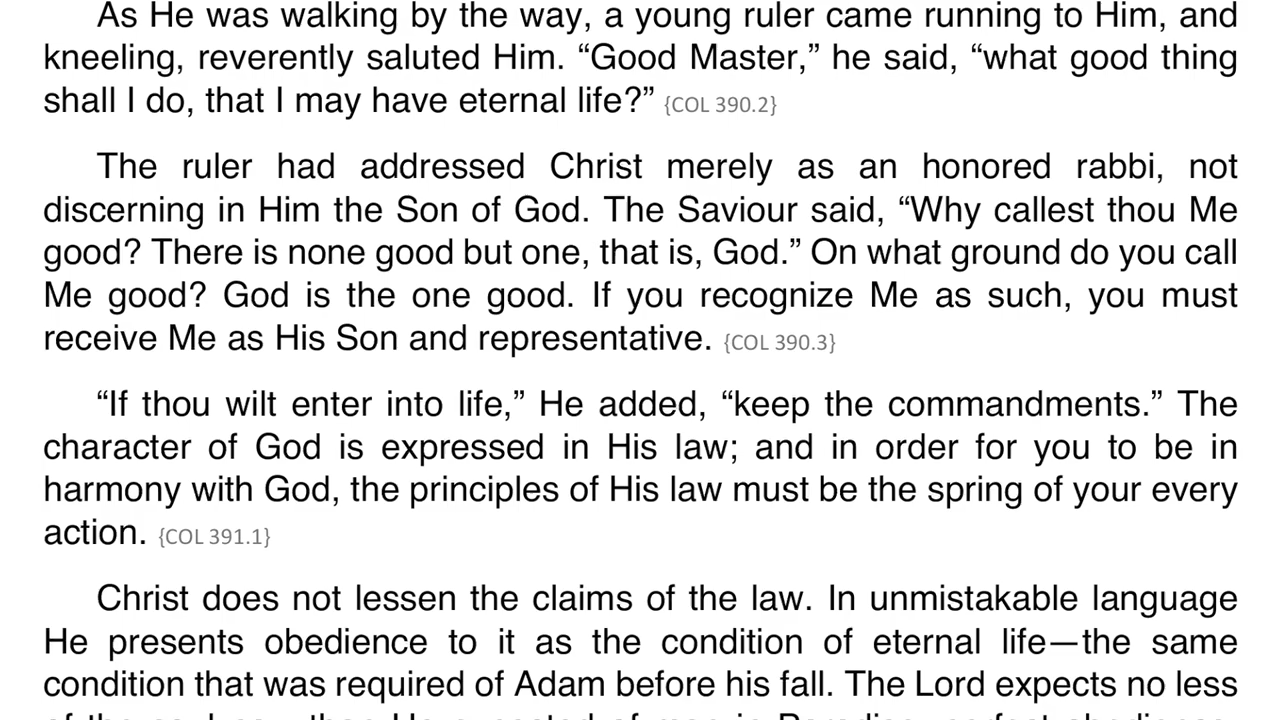 As He was walking by the way, a young ruler came running to Him, and
kneeling, reverently saluted Him. “Good Master,” he said, “what good thing
shall I do, that I may have eternal life?” {COL 390.2}
The ruler had addressed Christ merely as an honored rabbi, not
discerning in Him the Son of God. The Saviour said, “Why callest thou Me
good? There is none good but one, that is, God.” On what ground do you call
Me good? God is the one good. If you recognize Me as such, you must
receive Me as His Son and representative. {COL 390.3}
“If thou wilt enter into life,” He added, “keep the commandments.” The
character of God is expressed in His law; and in order for you to be in
harmony with God, the principles of His law must be the spring of your every
action. {COL 391.1}
Christ does not lessen the claims of the law. In unmistakable language
He presents obedience to it as the condition of eternal life—the same
condition that was required of Adam before his fall. The Lord expects no less